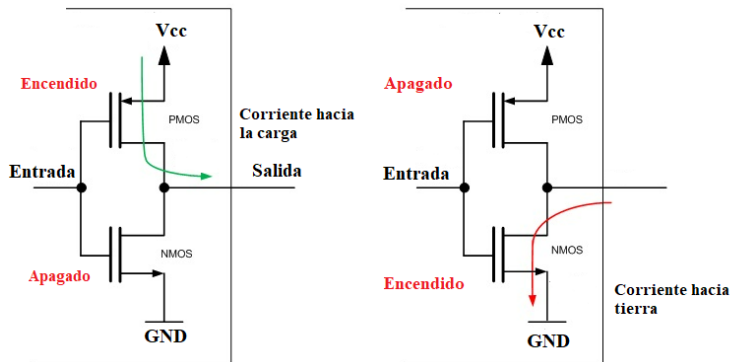 Vcc
Encendido
PMOS
Corriente hacia
la carga
Entrada
Salida
NMOS
Apagado
GND
Vcc
Apagado
PMOS
Entrada
NMOS
Encendido
Corriente hacia
tierra
GND